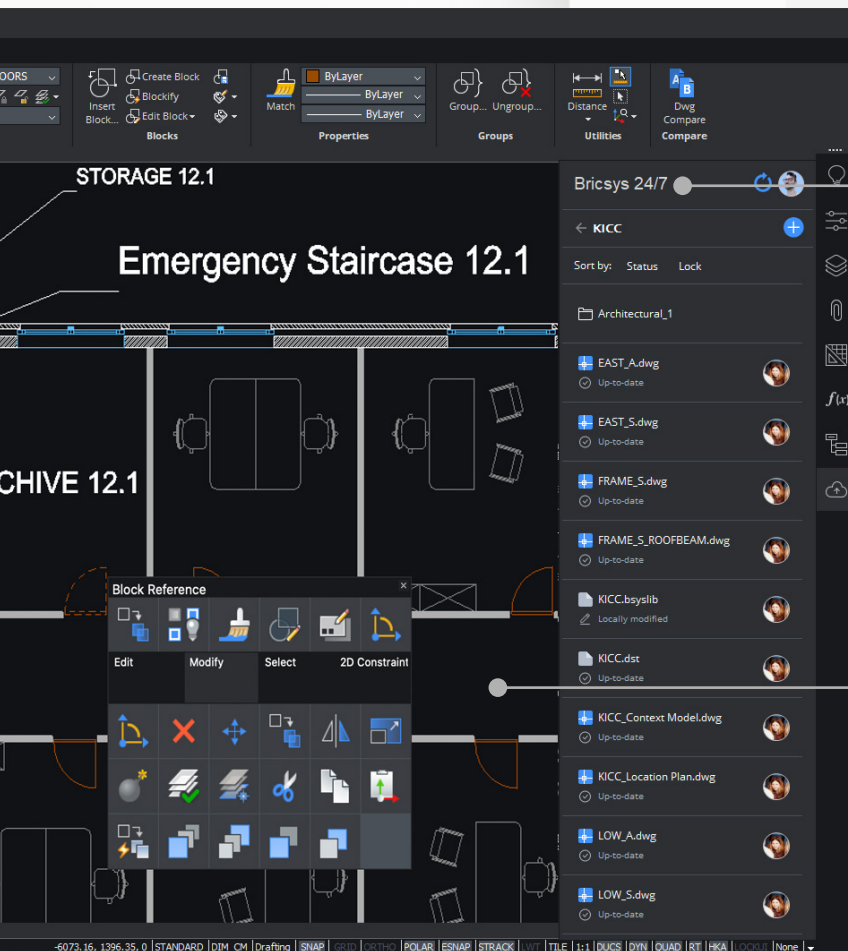 OORS
Insert
Block...
Create Block
Blockify
Edit Block
Blocks
Match
ByLayer
ByLayer
ByLayer
Properties
Group...
Ungroup...
Groups
Distance
Utilities
A
B
Dwg
Compare
Compare
STORAGE 12.1
Emergency Staircase 12.1
CHIVE 12.1
Bricsys 24/7
KICC
Sort by: Status Lock
Architectural_1
EAST_A.dwg
Up-to-date
EAST_S.dwg
Up-to-date
FRAME_S.dwg
Up-to-date
FRAME_S_ROOFBEAM.dwg
Up-to-date
KICC.bsyslib
Locally modified
KICC.dst
Up-to-date
KICC_Context Model.dwg
Up-to-date
KICC_Location Plan.dwg
Up-to-date
LOW_A.dwg
Up-to-date
LOW_S.dwg
Up-to-date
f(x)
Block Reference x
Edit Modify Select 2D Constraint
-6073.16, 1396.35, 0 STANDARD DIM_CM Drafting SNAP GRID ORTHO POLAR ESNAP STRACK LWT TILE 1:1 DUCS DYN QUAD RT HKA LOCKUI None